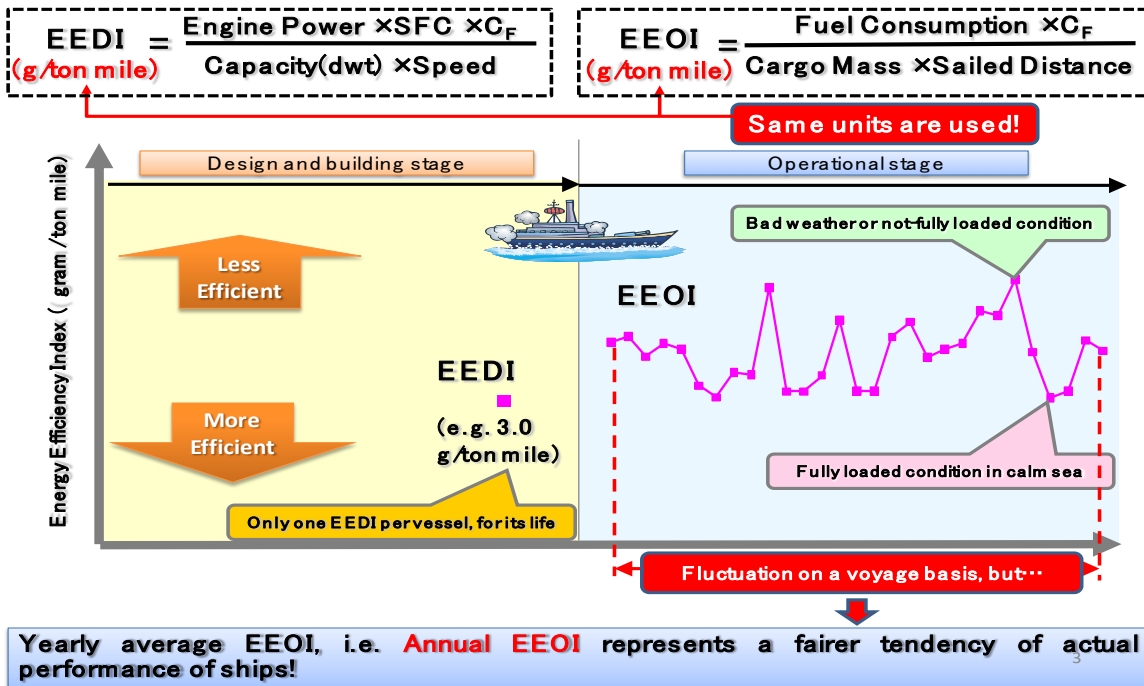 EEDI = Engine Power ×SFC ×CF
(g/ton mile) Capacity(dwt) ×Speed
EEOI = Fuel Consumption ×CF
(g/ton mile) Cargo Mass ×Sailed Distance
Same units are used!
Design and building stage
Operational stage
Energy Efficiency Index (( gram /ton mile)
Bad weather or not-fully loaded condition
Less
Efficient
EEOI
EEDI
(e.g. 3.0
g/ton mile)
More
Efficient
Fully loaded condition in calm sea
Only one EEDI per vessel, for its life
Fluctuation on a voyage basis, but…
Yearly average EEOI, i.e. Annual EEOI represents a fairer tendency of actual
performance of ships!
3